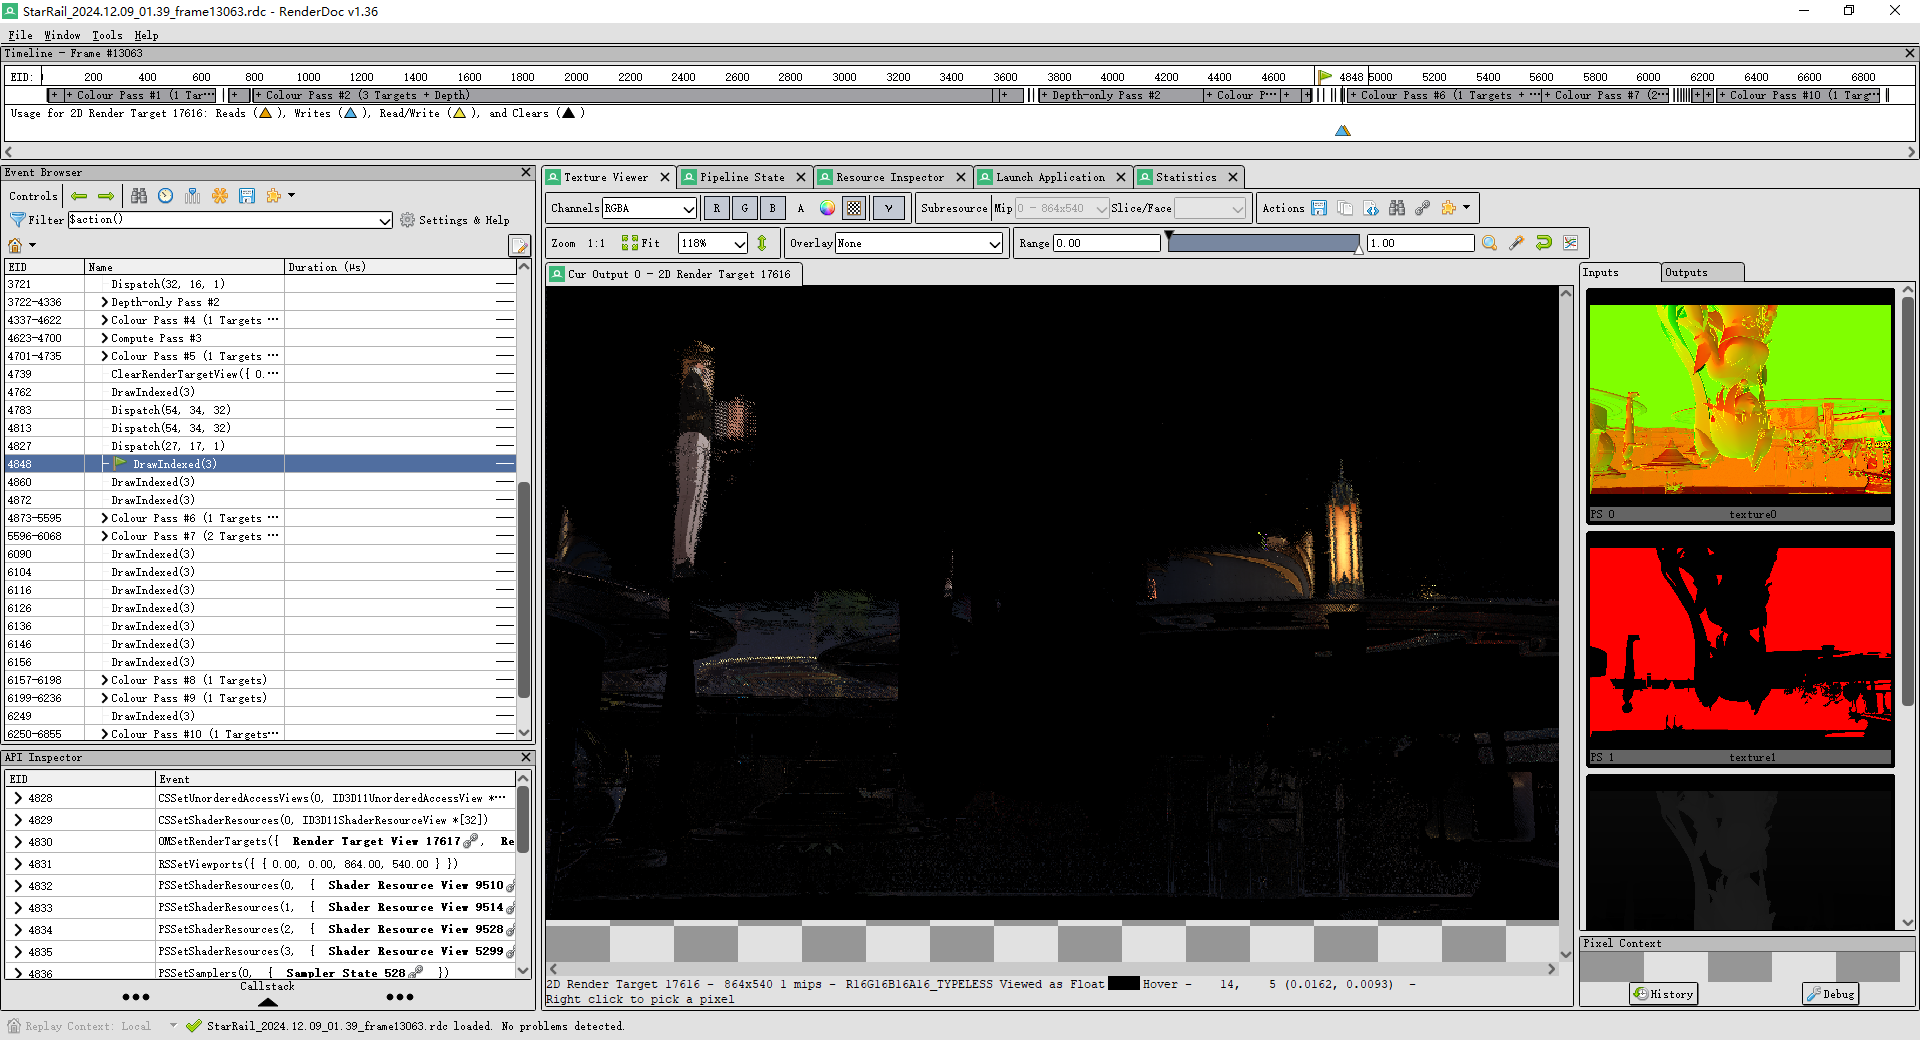 StarRail_2024.12.09_01.39_frame13063.rdc - RenderDoc v1.36
File Window Tools Help
Timeline - Frame #13063
EID: 200 400 600 800 1000 1200 1400 1600 1800 2000 2200 2400 2600 2800 3000 3200 3400 3600 3800 4000 4200 4400 4600 4848 5000 5200 5400 5600 5800 6000 6200 6400 6600 6800
+ + Colour Pass #1 (1 Tar··· + + Colour Pass #2 (3 Targets + Depth) + + Depth-only Pass #2 + Colour P··· + + + Colour Pass #6 (1 Targets + ··· + Colour Pass #7 (2··· + + + Colour Pass #10 (1 Targ···
Usage for 2D Render Target 17616: Reads ( ), Writes ( ), Read/Write ( ), and Clears ( )
Event Browser
Controls
Filter $action() Settings & Help
EID Name Duration (μs)
3721 Dispatch(32, 16, 1)
3722-4336 Depth-only Pass #2
4337-4622 Colour Pass #4 (1 Targets ···
4623-4700 Compute Pass #3
4701-4735 Colour Pass #5 (1 Targets ···
4739 ClearRenderTargetView({ 0.···
4762 DrawIndexed(3)
4783 Dispatch(54, 34, 32)
4813 Dispatch(54, 34, 32)
4827 Dispatch(27, 17, 1)
4848 DrawIndexed(3)
4860 DrawIndexed(3)
4872 DrawIndexed(3)
4873-5595 Colour Pass #6 (1 Targets ···
5596-6068 Colour Pass #7 (2 Targets ···
6090 DrawIndexed(3)
6104 DrawIndexed(3)
6116 DrawIndexed(3)
6126 DrawIndexed(3)
6136 DrawIndexed(3)
6146 DrawIndexed(3)
6156 DrawIndexed(3)
6157-6198 Colour Pass #8 (1 Targets)
6199-6236 Colour Pass #9 (1 Targets)
6249 DrawIndexed(3)
6250-6855 Colour Pass #10 (1 Targets···
API Inspector
EID Event
4828 CSSetUnorderedAccessViews(0, ID3D11UnorderedAccessView *···
4829 CSSetShaderResources(0, ID3D11ShaderResourceView *[32])
4830 OMSetRenderTargets({ Render Target View 17617 , Re
4831 RSSetViewports({ { 0.00, 0.00, 864.00, 540.00 } })
4832 PSSetShaderResources(0, { Shader Resource View 9510
4833 PSSetShaderResources(1, { Shader Resource View 9514
4834 PSSetShaderResources(2, { Shader Resource View 9528
4835 PSSetShaderResources(3, { Shader Resource View 5299
4836 PSSetSamplers(0, { Sampler State 528 })
Callstack
Texture Viewer Pipeline State Resource Inspector Launch Application Statistics
Channels RGBA R G B A γ Subresource Mip 0 - 864x540 Slice/Face Actions
Zoom 1:1 Fit 118% Overlay None Range 0.00 1.00
Cur Output 0 - 2D Render Target 17616
Inputs Outputs
PS 0 texture0
PS 1 texture1
2D Render Target 17616 - 864x540 1 mips - R16G16B16A16_TYPELESS Viewed as Float Hover - 14, 5 (0.0162, 0.0093) -
Right click to pick a pixel
Pixel Context
History Debug
Replay Context: Local StarRail_2024.12.09_01.39_frame13063.rdc loaded. No problems detected.